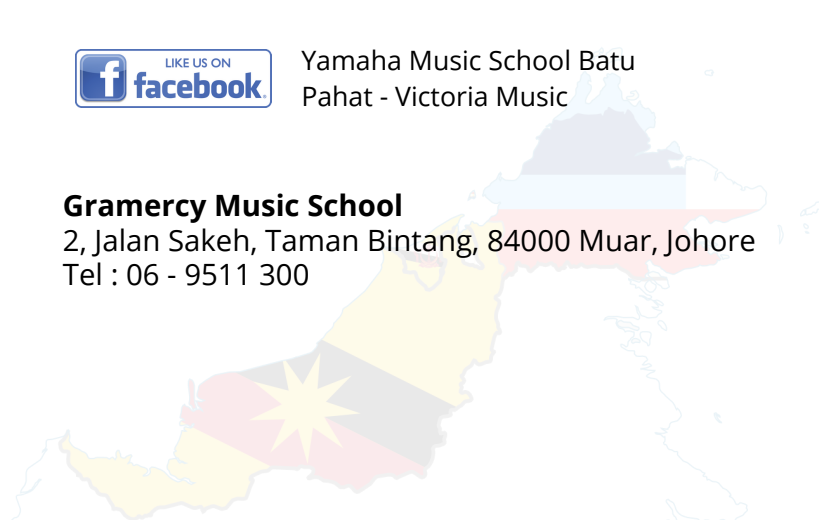 LIKE US ON
facebook.
Yamaha Music School Batu
Pahat - Victoria Music
Gramercy Music School
2, Jalan Sakeh, Taman Bintang, 84000 Muar, Johore
Tel : 06 - 9511 300